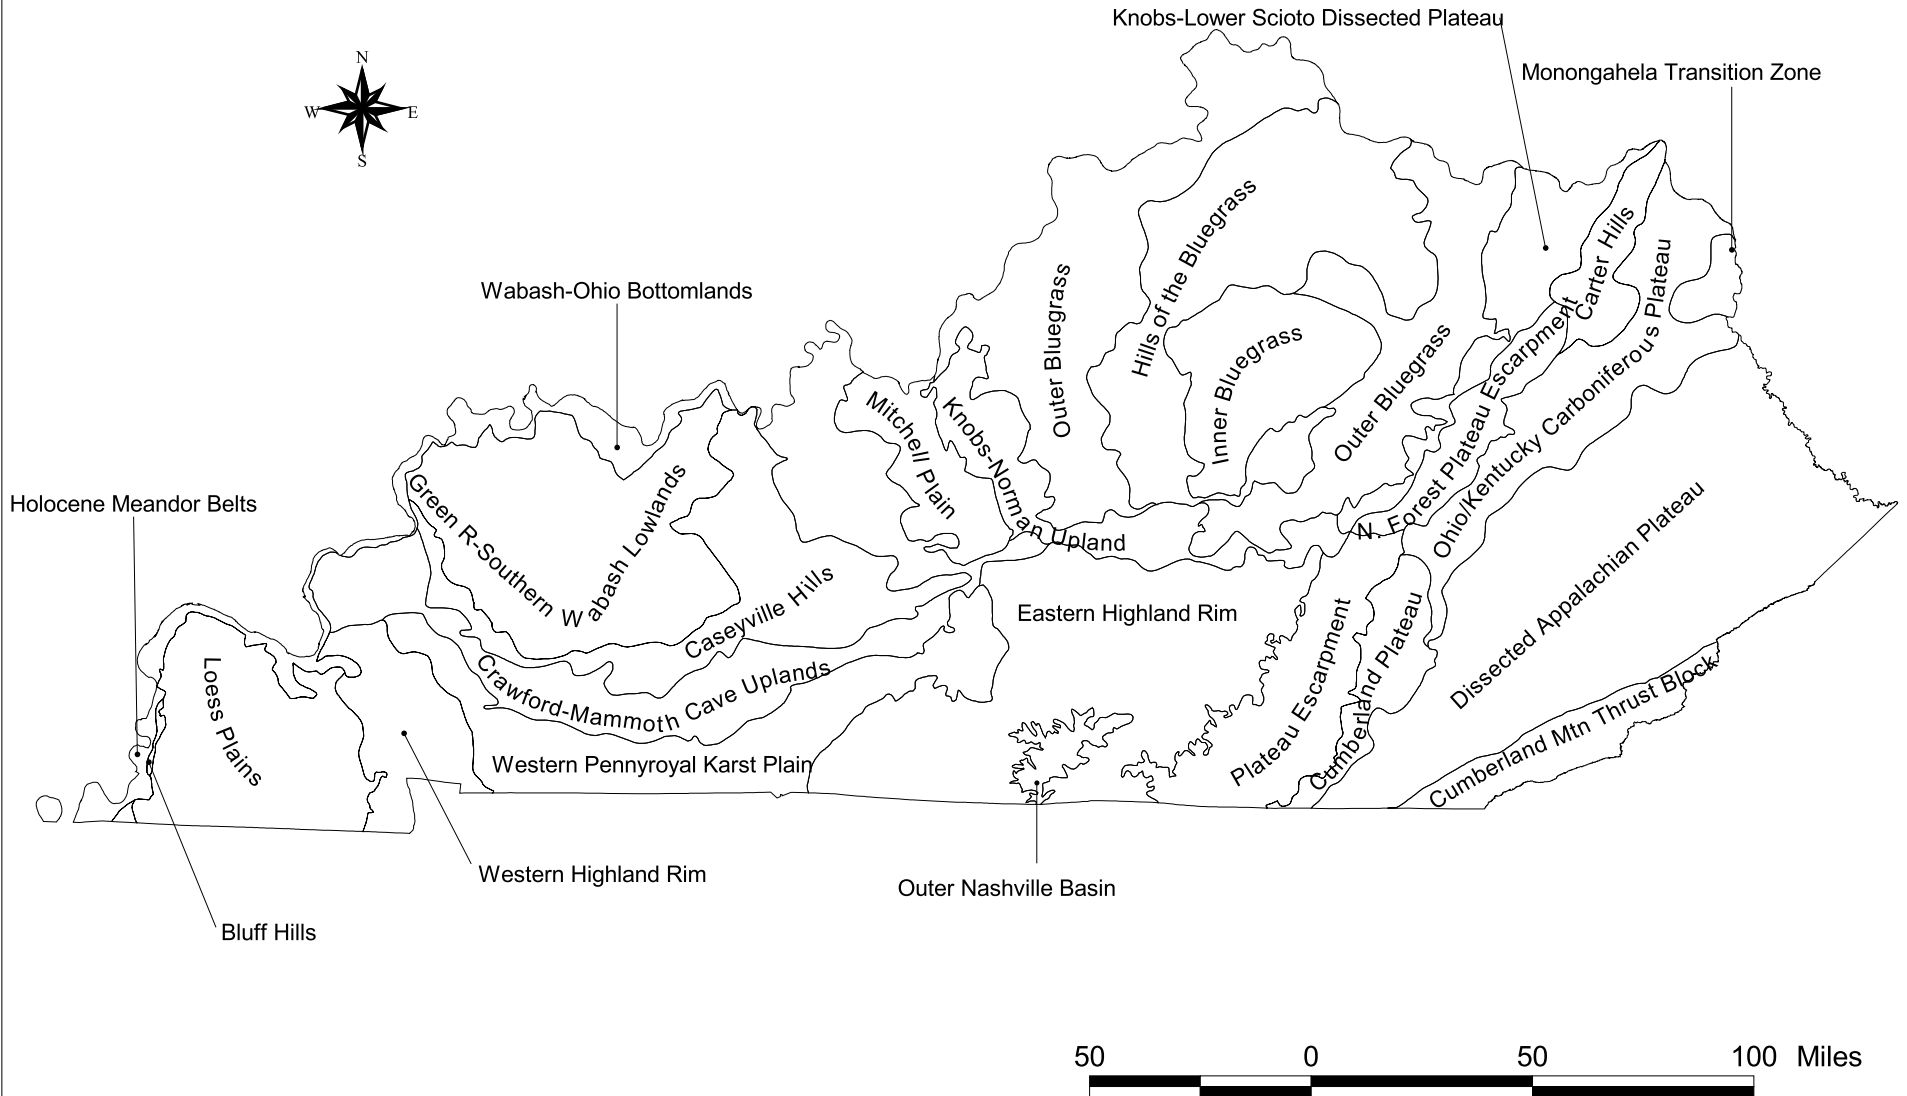 Knobs-Lower Scioto Dissected Plateau
N
Monongahela Transition Zone
W
E
S
Carter Hills
Hills of the Bluegrass
Outer Bluegrass
Wabash-Ohio Bottomlands
Inner Bluegrass
Outer Bluegrass
N. Forest Plateau Escarpment
Ohio/Kentucky Carboniferous Plateau
Mitchell Plain
Knobs-Norman Upland
Holocene Meandor Belts
Green R-Southern Wabash Lowlands
Caseyville Hills
Eastern Highland Rim
Dissected Appalachian Plateau
Plateau Escarpment
Cumberland Plateau
Loess Plains
Crawford-Mammoth Cave Uplands
Cumberland Mtn Thrust Block
Western Pennyroyal Karst Plain
Western Highland Rim
Outer Nashville Basin
Bluff Hills
50 0 50 100 Miles